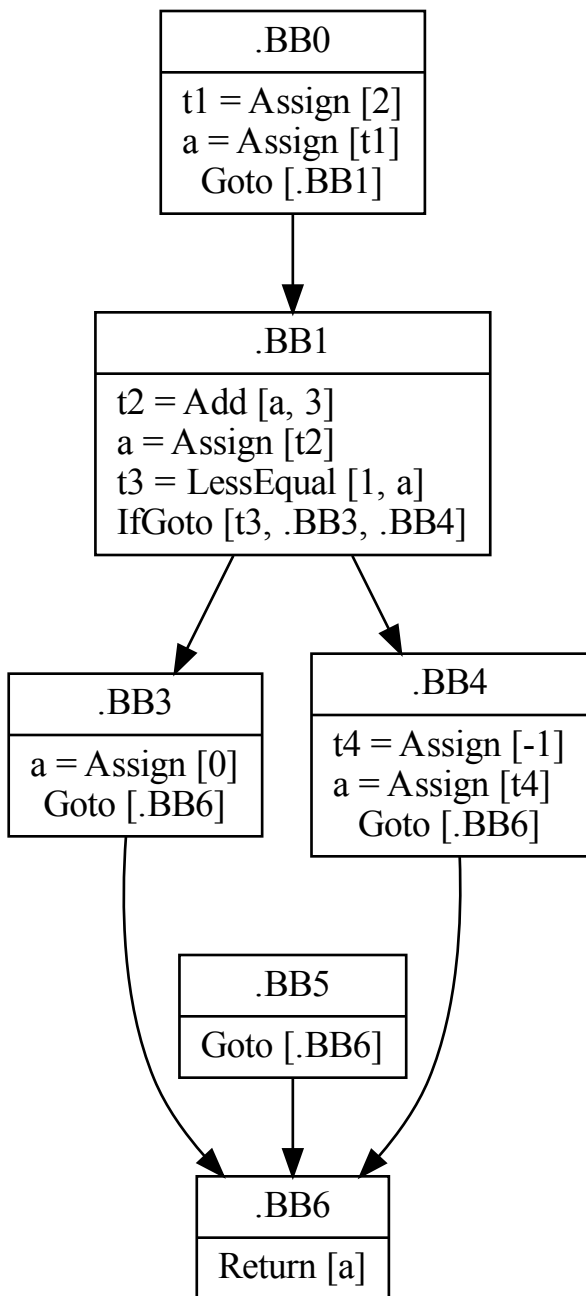 .BB0
t1 = Assign [2]
a = Assign [t1]
Goto [.BB1]
.BB1
t2 = Add [a, 3]
a = Assign [t2]
t3 = LessEqual [1, a]
IfGoto [t3, .BB3, .BB4]
.BB3
a = Assign [0]
Goto [.BB6]
.BB4
t4 = Assign [-1]
a = Assign [t4]
Goto [.BB6]
.BB5
Goto [.BB6]
.BB6
Return [a]